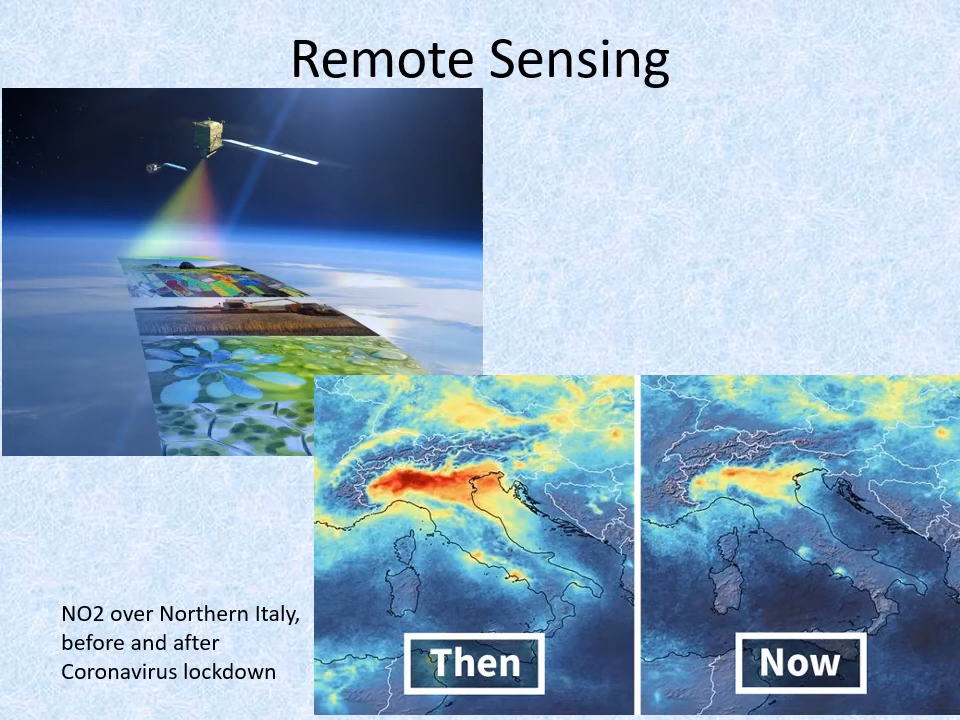 Remote Sensing
NO2 over Northern Italy,
before and after
Coronavirus lockdown
Then
Now